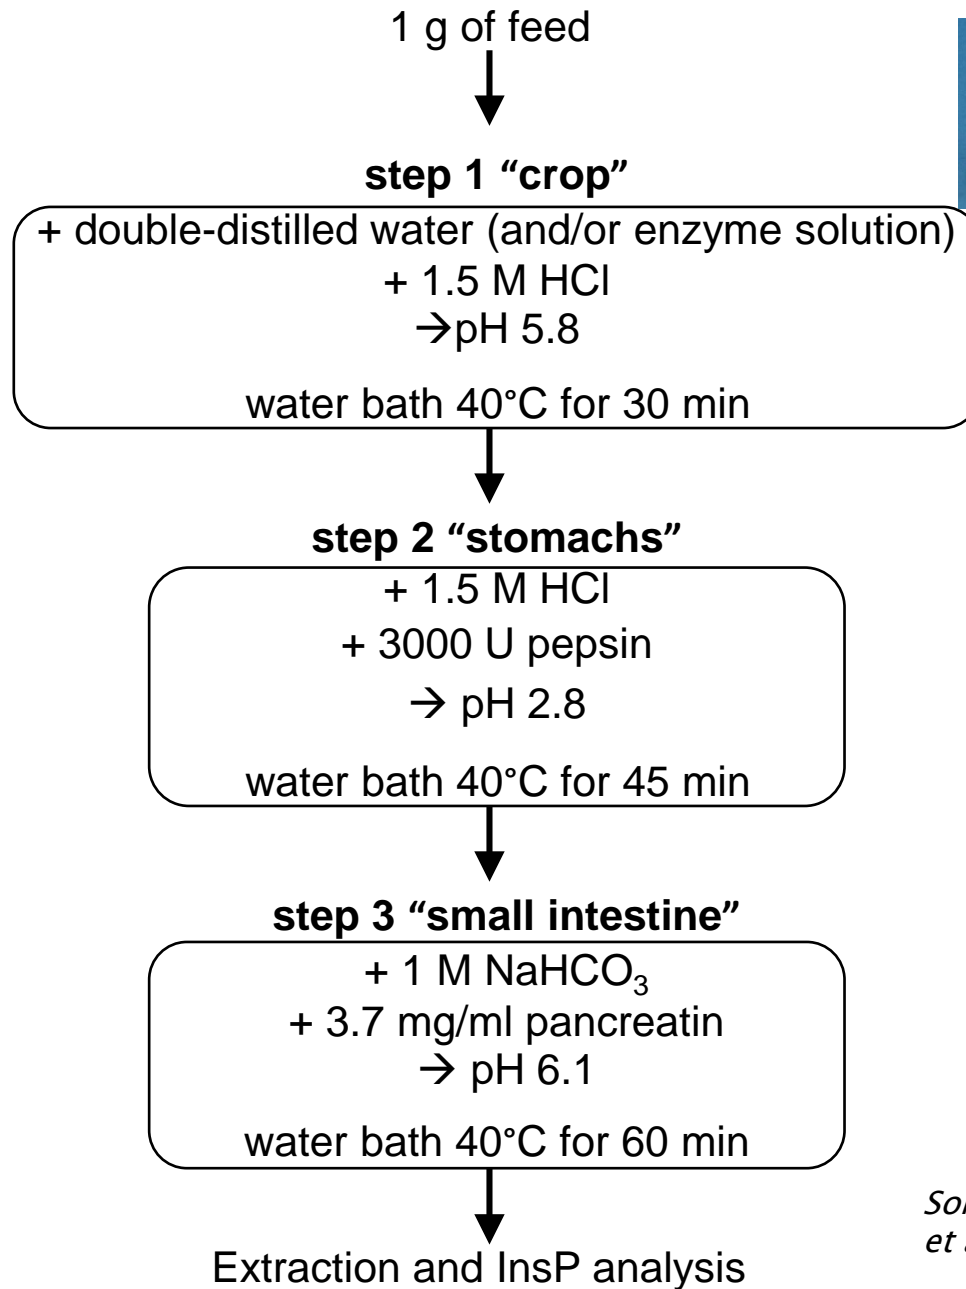 1 g of feed
step 1 “crop”
+ double-distilled water (and/or enzyme solution)
+ 1.5 M HCl
→pH 5.8
water bath 40°C for 30 min
step 2 “stomachs”
+ 1.5 M HCl
+ 3000 U pepsin
→ pH 2.8
water bath 40°C for 45 min
step 3 “small intestine”
+ 1 M NaHCO₃
+ 3.7 mg/ml pancreatin
→ pH 6.1
water bath 40°C for 60 min
et
Extraction and InsP analysis